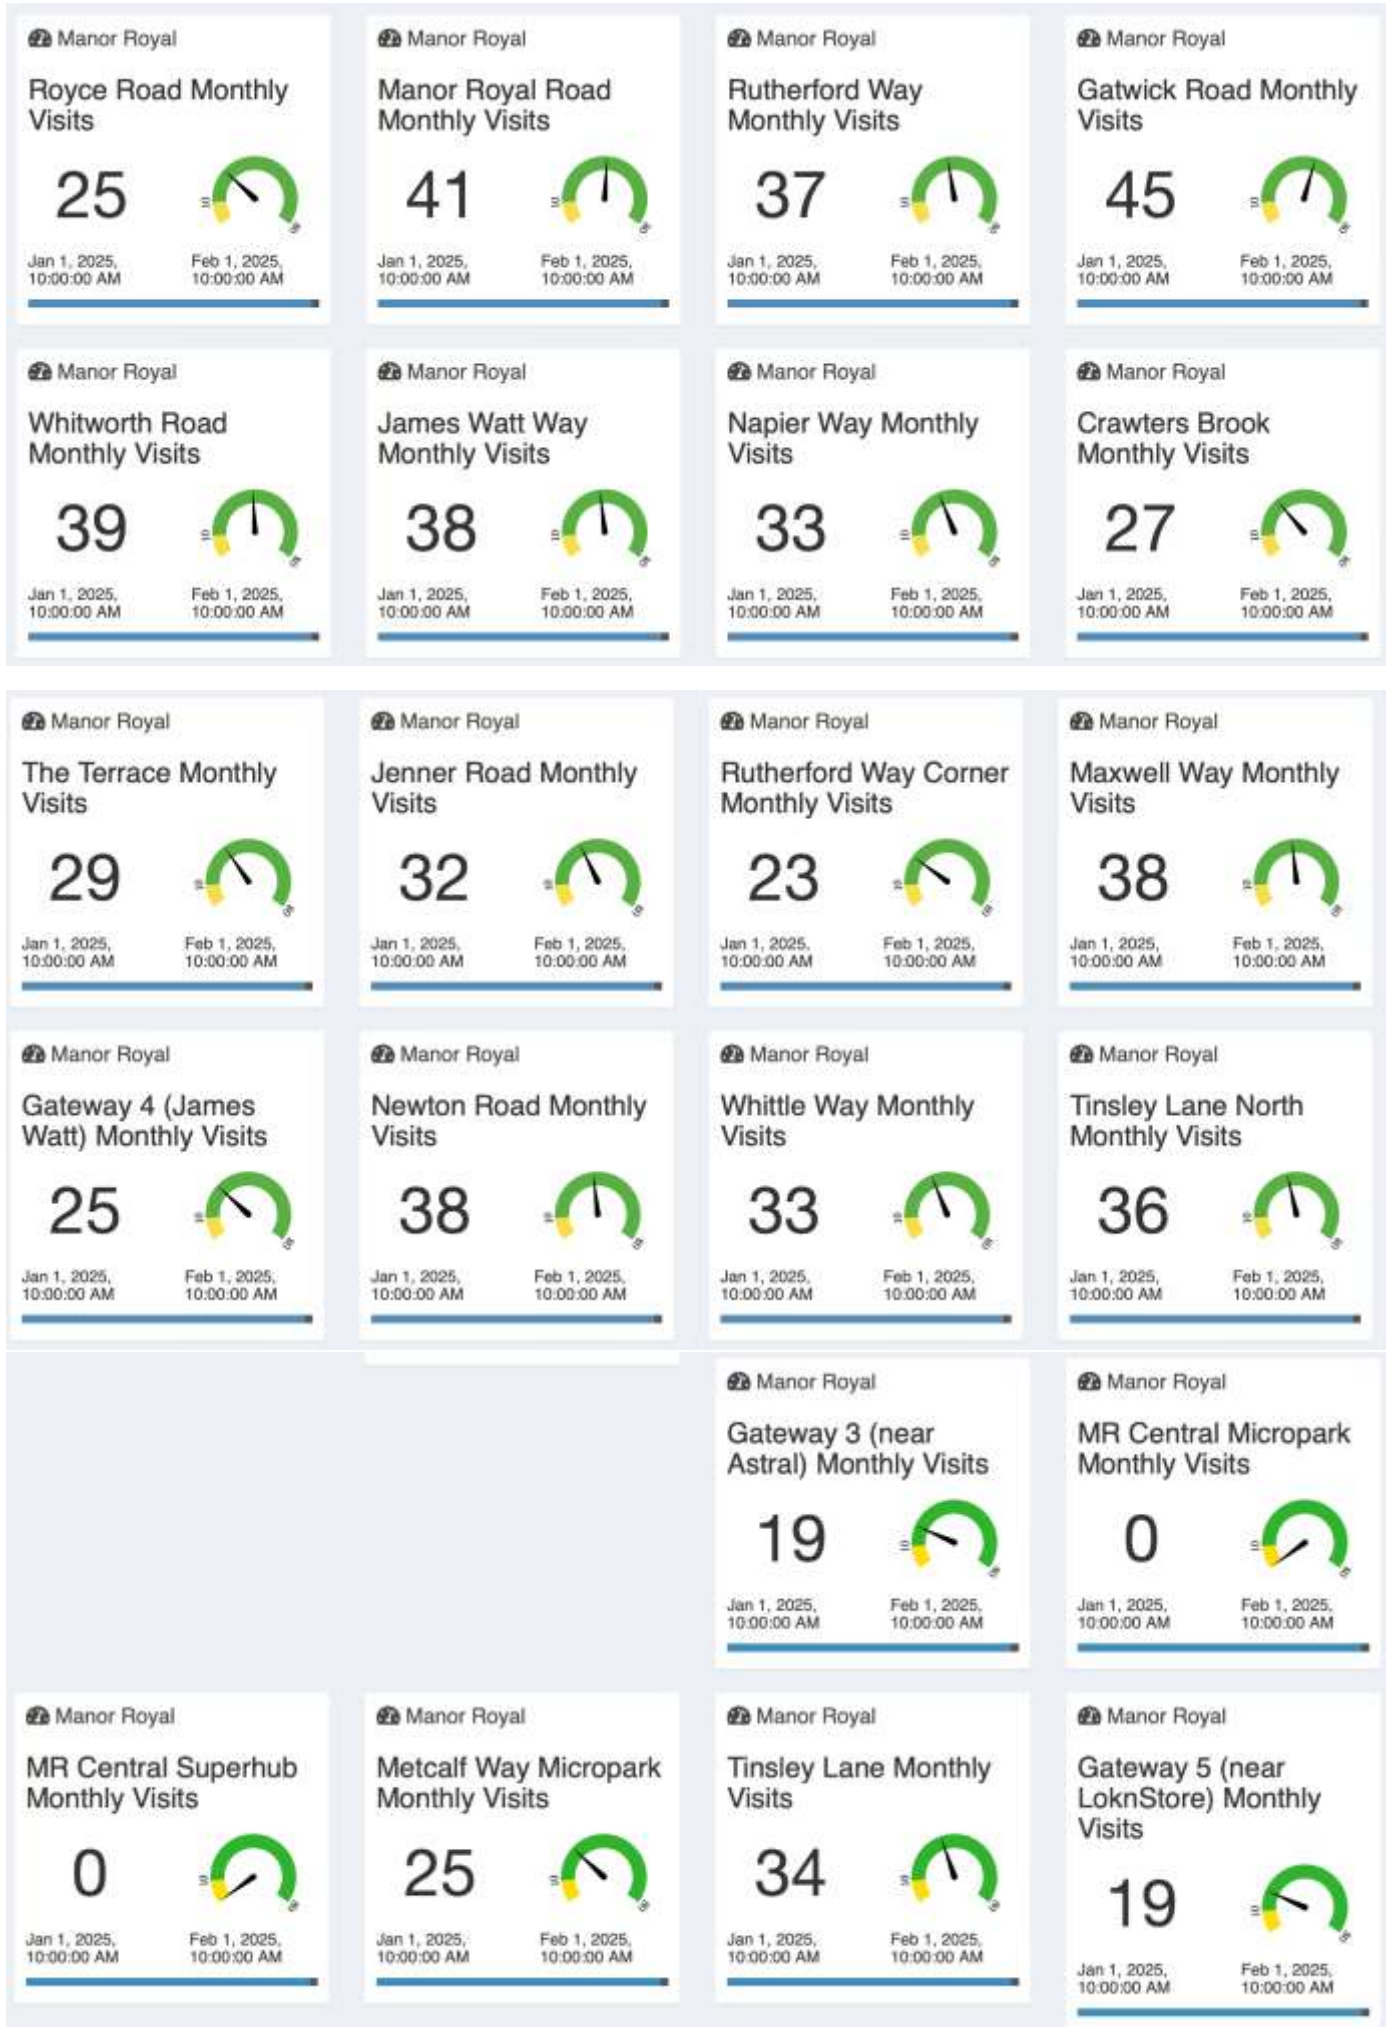 Manor Royal
Royce Road Monthly
Visits
25
10
Jan 1, 2025,
10:00:00 AM
Feb 1, 2025,
10:00:00 AM
Manor Royal
Manor Royal Road
Monthly Visits
41
10
Jan 1, 2025,
10:00:00 AM
Feb 1, 2025,
10:00:00 AM
Manor Royal
Rutherford Way
Monthly Visits
37
10
Jan 1, 2025,
10:00:00 AM
Feb 1, 2025,
10:00:00 AM
Manor Royal
Gatwick Road Monthly
Visits
45
10
Jan 1, 2025,
10:00:00 AM
Feb 1, 2025,
10:00:00 AM
Manor Royal
Whitworth Road
Monthly Visits
39
10
Jan 1, 2025,
10:00:00 AM
Feb 1, 2025,
10:00:00 AM
Manor Royal
James Watt Way
Monthly Visits
38
10
Jan 1, 2025,
10:00:00 AM
Feb 1, 2025,
10:00:00 AM
Manor Royal
Napier Way Monthly
Visits
33
10
Jan 1, 2025,
10:00:00 AM
Feb 1, 2025,
10:00:00 AM
Manor Royal
Crawters Brook
Monthly Visits
27
10
Jan 1, 2025,
10:00:00 AM
Feb 1, 2025,
10:00:00 AM
Manor Royal
The Terrace Monthly
Visits
29
10
Jan 1, 2025,
10:00:00 AM
Feb 1, 2025,
10:00:00 AM
Manor Royal
Jenner Road Monthly
Visits
32
10
Jan 1, 2025,
10:00:00 AM
Feb 1, 2025,
10:00:00 AM
Manor Royal
Rutherford Way Corner
Monthly Visits
23
10
Jan 1, 2025,
10:00:00 AM
Feb 1, 2025,
10:00:00 AM
Manor Royal
Maxwell Way Monthly
Visits
38
10
Jan 1, 2025,
10:00:00 AM
Feb 1, 2025,
10:00:00 AM
Manor Royal
Gateway 4 (James
Watt) Monthly Visits
25
10
Jan 1, 2025,
10:00:00 AM
Feb 1, 2025,
10:00:00 AM
Manor Royal
Newton Road Monthly
Visits
38
10
Jan 1, 2025,
10:00:00 AM
Feb 1, 2025,
10:00:00 AM
Manor Royal
Whittle Way Monthly
Visits
33
10
Jan 1, 2025,
10:00:00 AM
Feb 1, 2025,
10:00:00 AM
Manor Royal
Tinsley Lane North
Monthly Visits
36
10
Jan 1, 2025,
10:00:00 AM
Feb 1, 2025,
10:00:00 AM
Manor Royal
Gateway 3 (near
Astral) Monthly Visits
19
10
Jan 1, 2025,
10:00:00 AM
Feb 1, 2025,
10:00:00 AM
Manor Royal
MR Central Micropark
Monthly Visits
0
10
Jan 1, 2025,
10:00:00 AM
Feb 1, 2025,
10:00:00 AM
Manor Royal
MR Central Superhub
Monthly Visits
0
10
Jan 1, 2025,
10:00:00 AM
Feb 1, 2025,
10:00:00 AM
Manor Royal
Metcalf Way Micropark
Monthly Visits
25
10
Jan 1, 2025,
10:00:00 AM
Feb 1, 2025,
10:00:00 AM
Manor Royal
Tinsley Lane Monthly
Visits
34
10
Jan 1, 2025,
10:00:00 AM
Feb 1, 2025,
10:00:00 AM
Manor Royal
Gateway 5 (near
LoknStore) Monthly
Visits
19
10
Jan 1, 2025,
10:00:00 AM
Feb 1, 2025,
10:00:00 AM